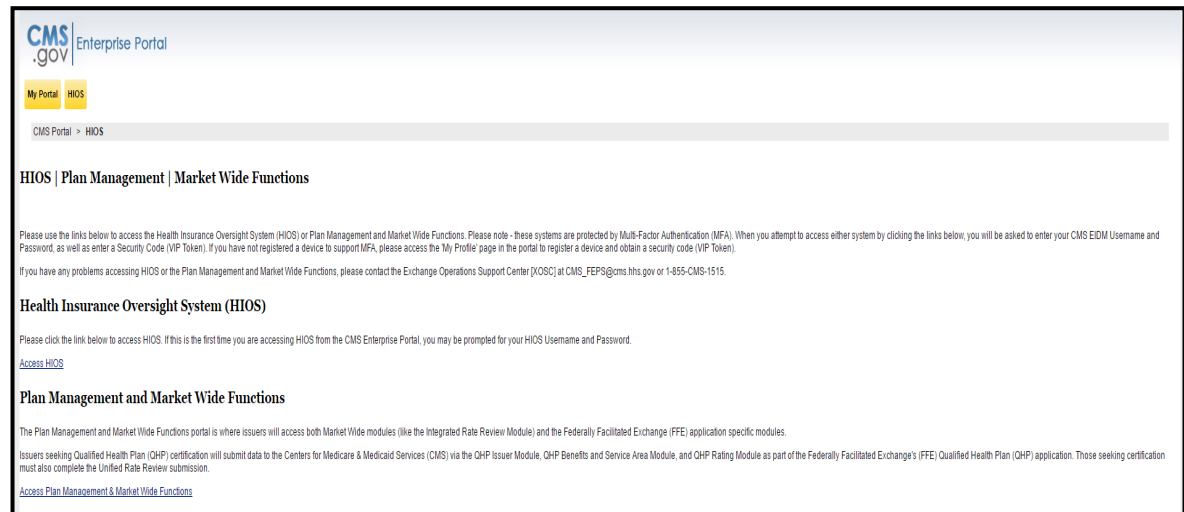 CMS
.gov
Enterprise Portal
My Portal HIOS
CMS Portal > HIOS
HIOS | Plan Management | Market Wide Functions
Please use the links below to access the Health Insurance Oversight System (HIOS) or Plan Management and Market Wide Functions. Please note - these systems are protected by Multi-Factor Authentication (MFA). When you attempt to access either system by clicking the links below, you will be asked to enter your CMS EIDM Username and
Password, as well as enter a Security Code (VIP Token). If you have not registered a device to support MFA, please access the 'My Profile' page in the portal to register a device and obtain a security code (VIP Token).
If you have any problems accessing HIOS or the Plan Management and Market Wide Functions, please contact the Exchange Operations Support Center [XOSC] at CMS_FEPS@cms.hhs.gov or 1-855-CMS-1515.
Health Insurance Oversight System (HIOS)
Please click the link below to access HIOS. If this is the first time you are accessing HIOS from the CMS Enterprise Portal, you may be prompted for your HIOS Username and Password.
Access HIOS
Plan Management and Market Wide Functions
The Plan Management and Market Wide Functions portal is where issuers will access both Market Wide modules (like the Integrated Rate Review Module) and the Federally Facilitated Exchange (FFE) application specific modules.
Issuers seeking Qualified Health Plan (QHP) certification will submit data to the Centers for Medicare & Medicaid Services (CMS) via the QHP Issuer Module, QHP Benefits and Service Area Module, and QHP Rating Module as part of the Federally Facilitated Exchange's (FFE) Qualified Health Plan (QHP) application. Those seeking certification
must also complete the Unified Rate Review submission.
Access Plan Management & Market Wide Functions